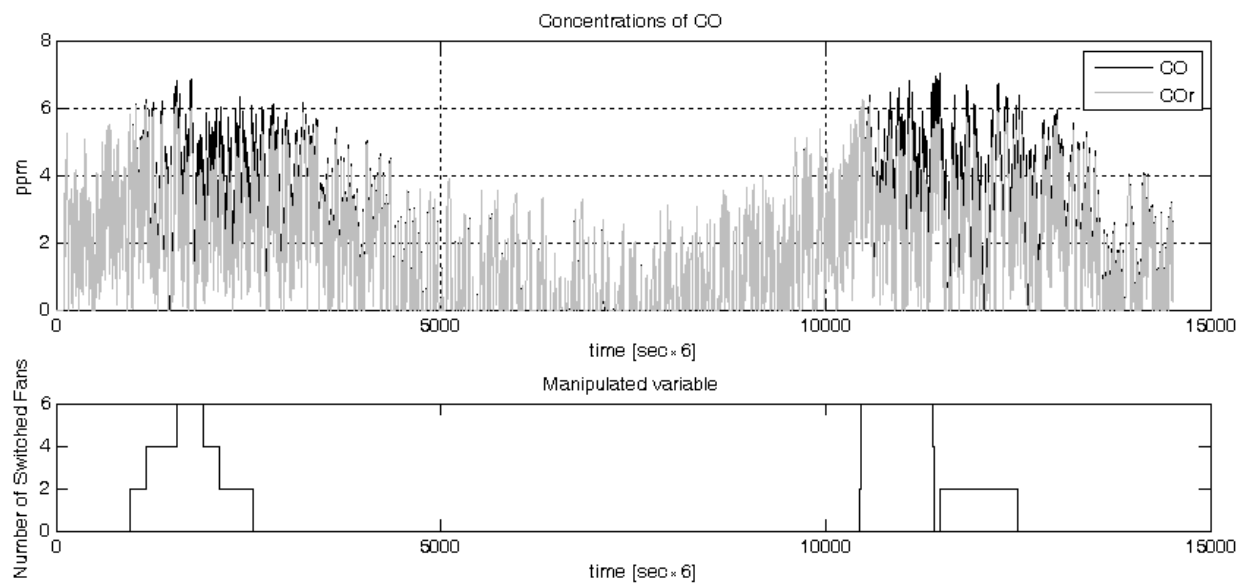 Concentrations of CO
8
6
4
2
0
ppm
CO
COr
0 5000 10000 15000
time [sec×6]
Manipulated variable
6
4
2
0
Number of Switched Fans
0 5000 10000 15000
time [sec×6]